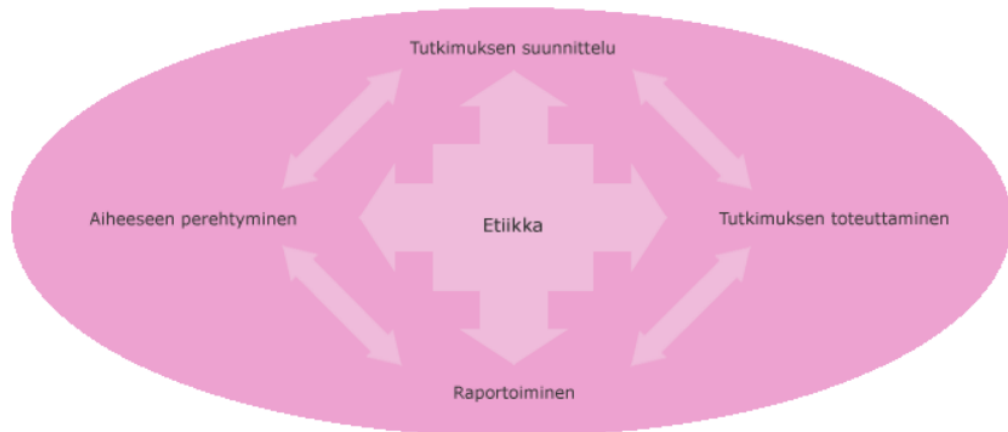 Tutkimuksen suunnittelu
Aiheeseen perehtyminen
Etiikka
Tutkimuksen toteuttaminen
Raportoiminen